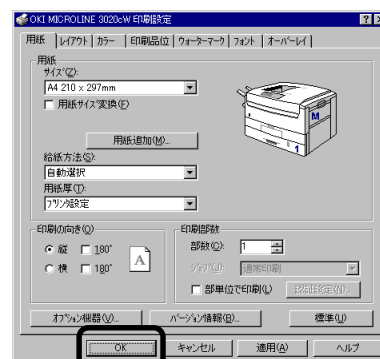 OKI MICROLINE 3020cW 印刷設定
用紙 レイアウト カラー 印刷品位 ウォーターマーク フォント オーバーレイ
用紙
サイズ(Z):
A4 210 x 297mm
用紙サイズ変換(E)
用紙追加(M)...
給紙方法(S):
自動選択
用紙厚(T):
プリンタ設定
M
1
印刷の向き(O)
縦 180°
横 180°
A
印刷部数
部数(C): 1
ジョブ(J): 通常印刷
部単位で印刷(L)
オプション機器(V)... バージョン情報(B)... 標準(U)
OK キャンセル 適用(A) ヘルプ